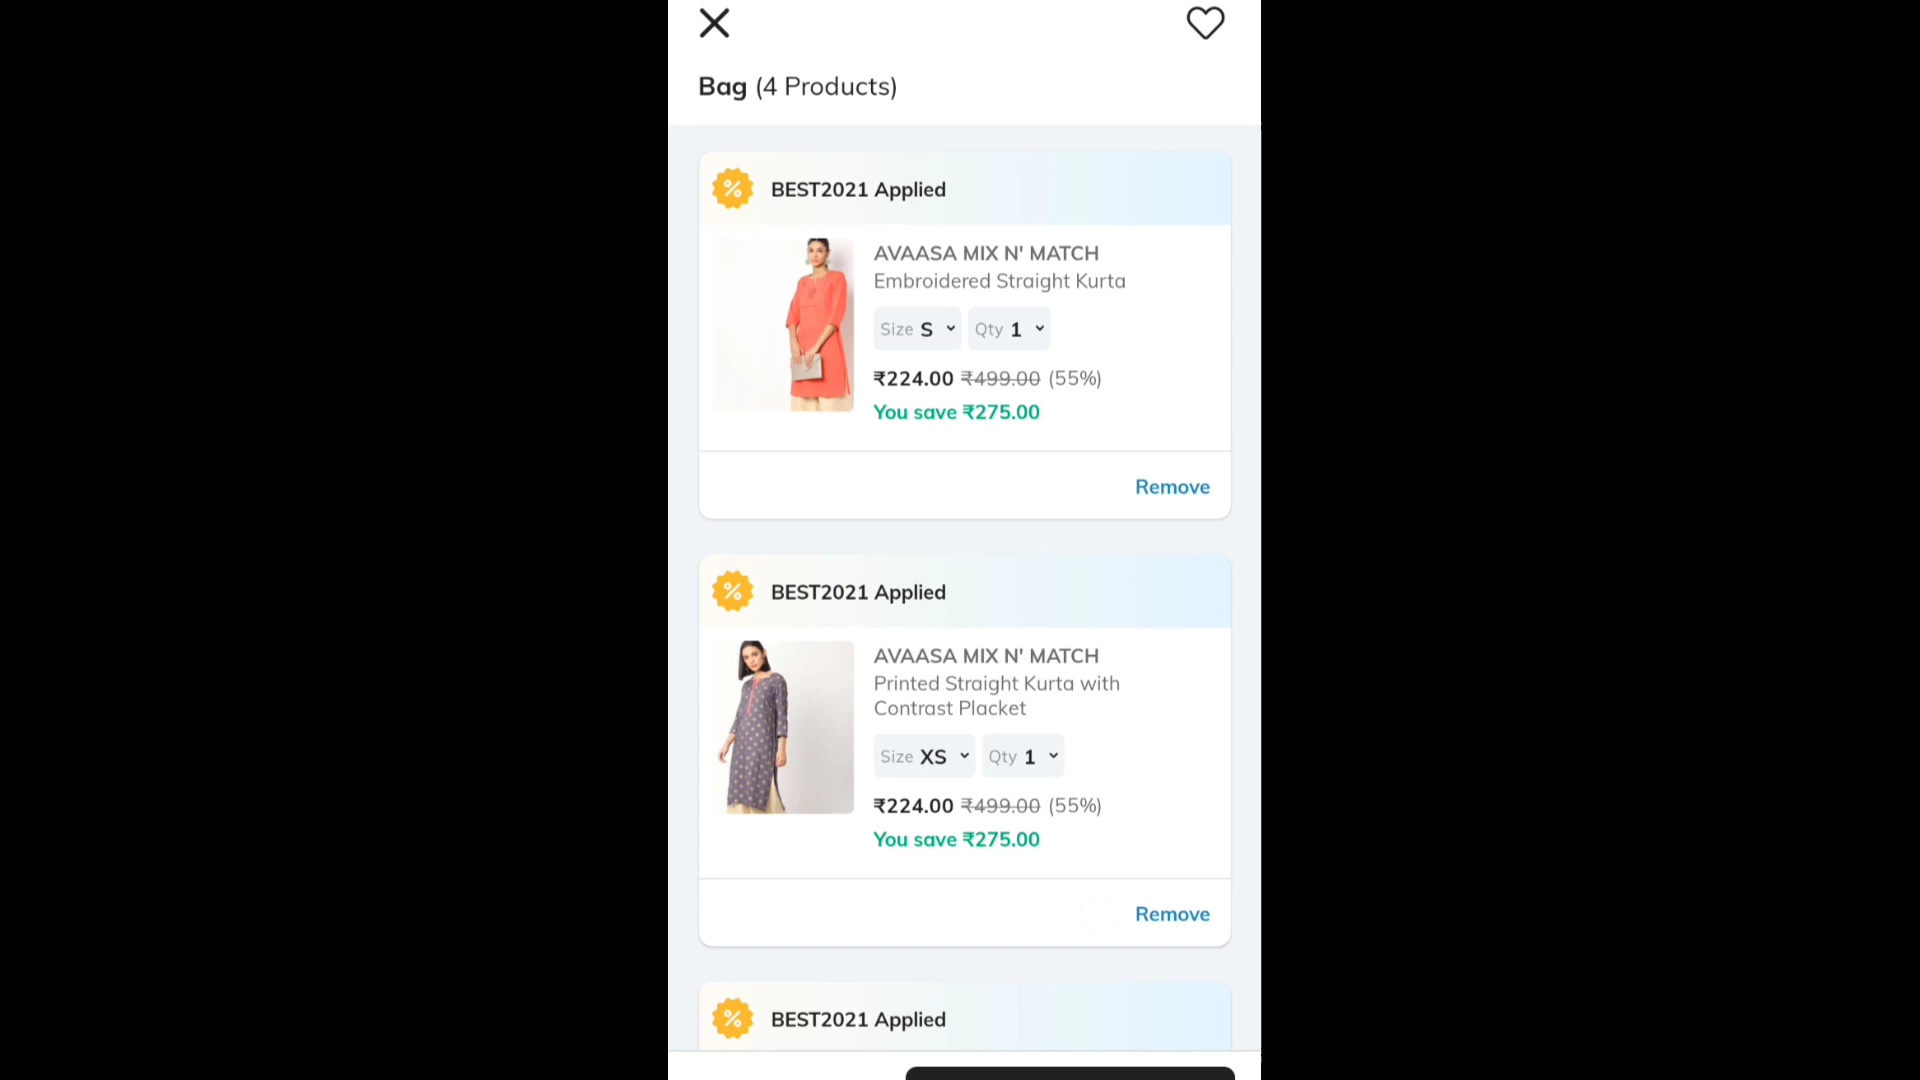 Bag (4 Products)
BEST2021 Applied
AVAASA MIX N' MATCH
Embroidered Straight Kurta
Size S Qty 1
₹224.00 ₹499.00 (55%)
You save ₹275.00
Remove
BEST2021 Applied
AVAASA MIX N' MATCH
Printed Straight Kurta with
Contrast Placket
Size XS Qty 1
₹224.00 ₹499.00 (55%)
You save ₹275.00
Remove
BEST2021 Applied